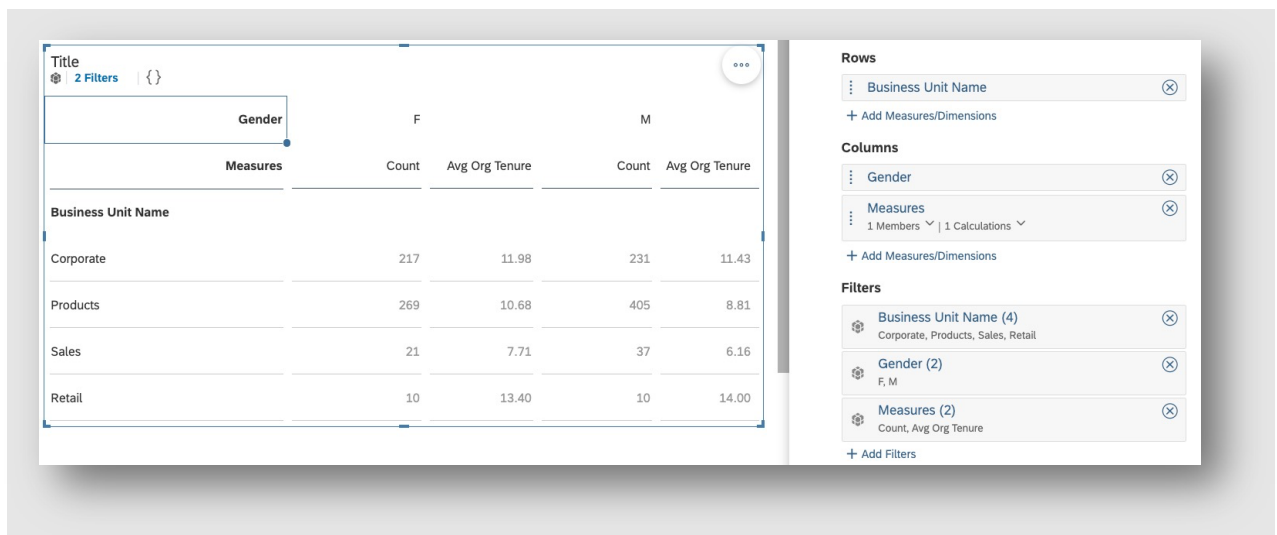 Title
2 Filters { }
Gender F M
Measures Count Avg Org Tenure Count Avg Org Tenure
Business Unit Name
Corporate 217 11.98 231 11.43
Products 269 10.68 405 8.81
Sales 21 7.71 37 6.16
Retail 10 13.40 10 14.00
Rows
Business Unit Name
+ Add Measures/Dimensions
Columns
Gender
Measures
1 Members | 1 Calculations
+ Add Measures/Dimensions
Filters
Business Unit Name (4)
Corporate, Products, Sales, Retail
Gender (2)
F, M
Measures (2)
Count, Avg Org Tenure
+ Add Filters